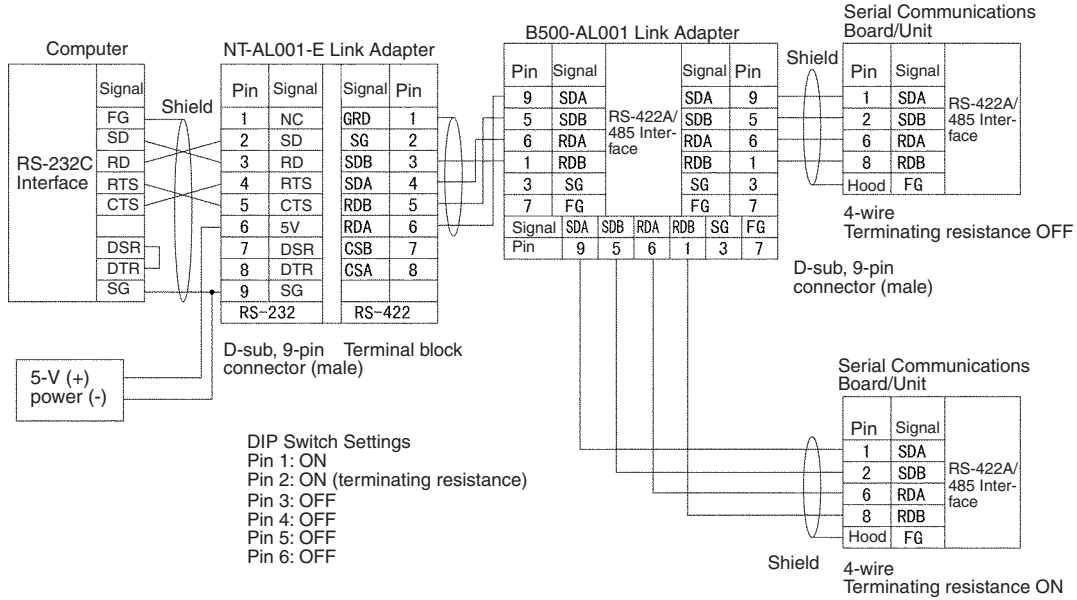 Computer
Signal
FG
SD
RD
RTS
CTS
DSR
DTR
SG
RS-232C
Interface
Shield
NT-AL001-E Link Adapter
Pin Signal Signal Pin
1 NC GRD 1
2 SD SG 2
3 RD SDB 3
4 RTS SDA 4
5 CTS RDB 5
6 5V RDA 6
7 DSR CSB 7
8 DTR CSA 8
9 SG
RS-232 RS-422
D-sub, 9-pin
connector (male)
Terminal block
5-V (+)
power (-)
DIP Switch Settings
Pin 1: ON
Pin 2: ON (terminating resistance)
Pin 3: OFF
Pin 4: OFF
Pin 5: OFF
Pin 6: OFF
B500-AL001 Link Adapter
Pin Signal Signal Pin
9 SDA SDA 9
5 SDB SDB 5
6 RDA RDA 6
1 RDB RDB 1
3 SG SG 3
7 FG FG 7
RS-422A/
485 Inter-
face
Signal SDA SDB RDA RDB SG FG
Pin 9 5 6 1 3 7
D-sub, 9-pin
connector (male)
Shield
Serial Communications
Board/Unit
Pin Signal
1 SDA
2 SDB
6 RDA
8 RDB
Hood FG
RS-422A/
485 Inter-
face
4-wire
Terminating resistance OFF
Serial Communications
Board/Unit
Pin Signal
1 SDA
2 SDB
6 RDA
8 RDB
Hood FG
RS-422A/
485 Inter-
face
Shield
4-wire
Terminating resistance ON